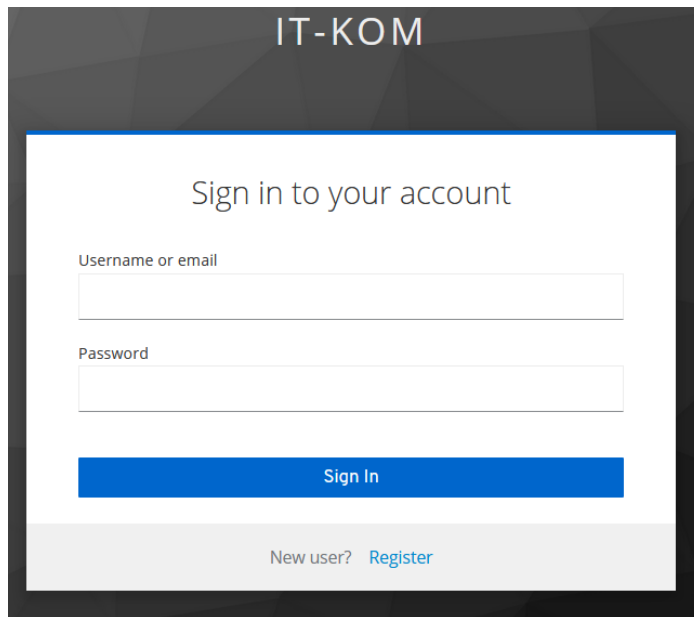 IT-KOM
Sign in to your account
Username or email
Password
Sign In
New user? Register